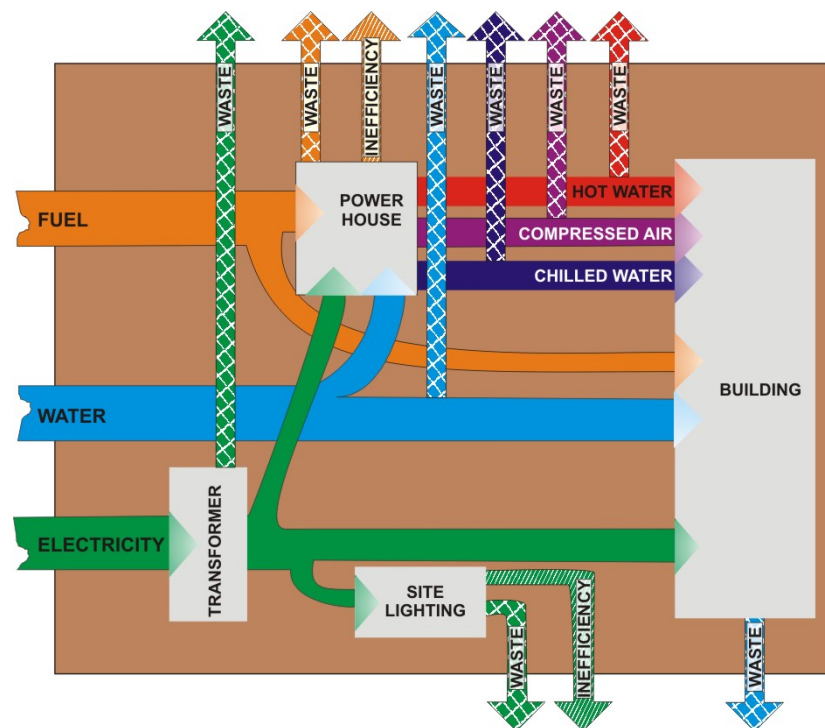 WASTE
WASTE
INEFFICIENCY
WASTE
WASTE
WASTE
WASTE
POWER
HOUSE
HOT WATER
FUEL
COMPRESSED AIR
CHILLED WATER
BUILDING
WATER
TRANSFORMER
ELECTRICITY
SITE
LIGHTING
WASTE
INEFFICIENCY
WASTE